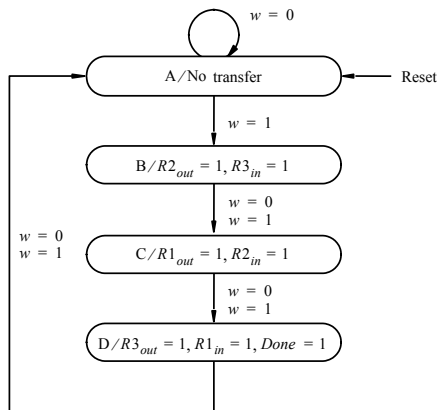 w = 0
A/No transfer
Reset
w = 1
B/R2out = 1, R3in = 1
w = 0
w = 1
C/R1out = 1, R2in = 1
w = 0
w = 1
w = 0
w = 1
D/R3out = 1, R1in = 1, Done = 1